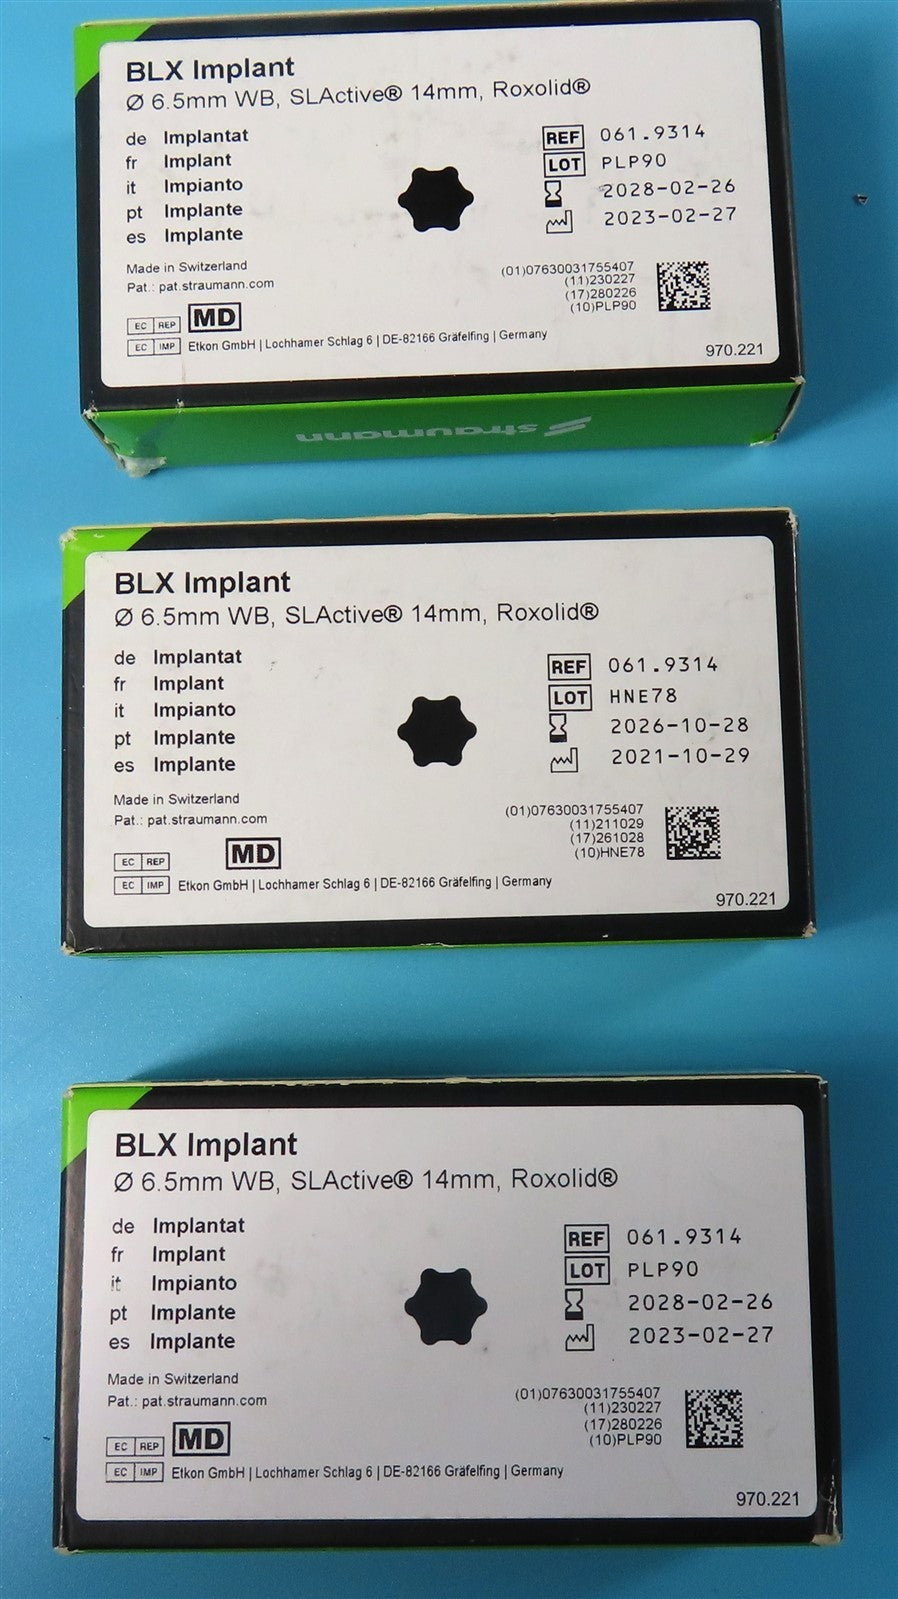 BLX Implant
Ø 6.5mm WB, SLActive® 14mm, Roxolid®
de Implantat
fr Implant
it Impianto
pt Implante
es Implante
REF 061.9314
LOT PLP90
2028-02-26
2023-02-27
Made in Switzerland
Pat.: pat.straumann.com
(01)07630031755407
(11)230227
(17)280226
(10)PLP90
EC REP MD
EC IMP Etkon GmbH | Lochhamer Schlag 6 | DE-82166 Gräfelfing | Germany
970.221
straumann
BLX Implant
Ø 6.5mm WB, SLActive® 14mm, Roxolid®
de Implantat
fr Implant
it Impianto
pt Implante
es Implante
REF 061.9314
LOT HNE78
2026-10-28
2021-10-29
Made in Switzerland
Pat.: pat.straumann.com
(01)07630031755407
(11)211029
(17)261028
(10)HNE78
EC REP MD
EC IMP Etkon GmbH | Lochhamer Schlag 6 | DE-82166 Gräfelfing | Germany
970.221
BLX Implant
Ø 6.5mm WB, SLActive® 14mm, Roxolid®
de Implantat
fr Implant
it Impianto
pt Implante
es Implante
REF 061.9314
LOT PLP90
2028-02-26
2023-02-27
Made in Switzerland
Pat.: pat.straumann.com
(01)07630031755407
(11)230227
(17)280226
(10)PLP90
EC REP MD
EC IMP Etkon GmbH | Lochhamer Schlag 6 | DE-82166 Gräfelfing | Germany
970.221